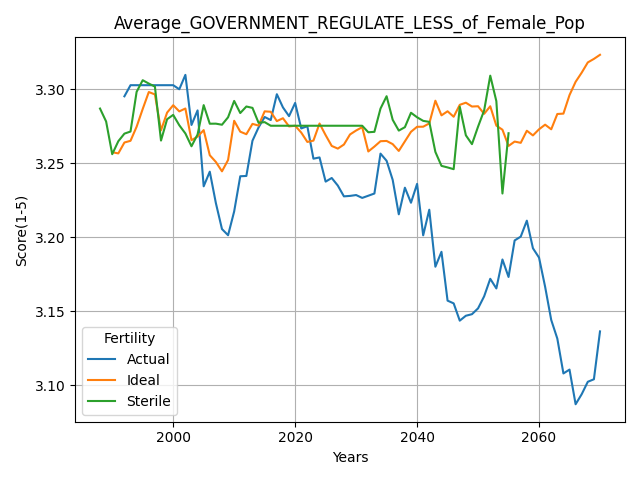 Average_GOVERNMENT_REGULATE_LESS_of_Female_Pop
Score(1-5)
3.30
3.25
3.20
3.15
3.10
Fertility
Actual
Ideal
Sterile
2000
2020
2040
2060
Years